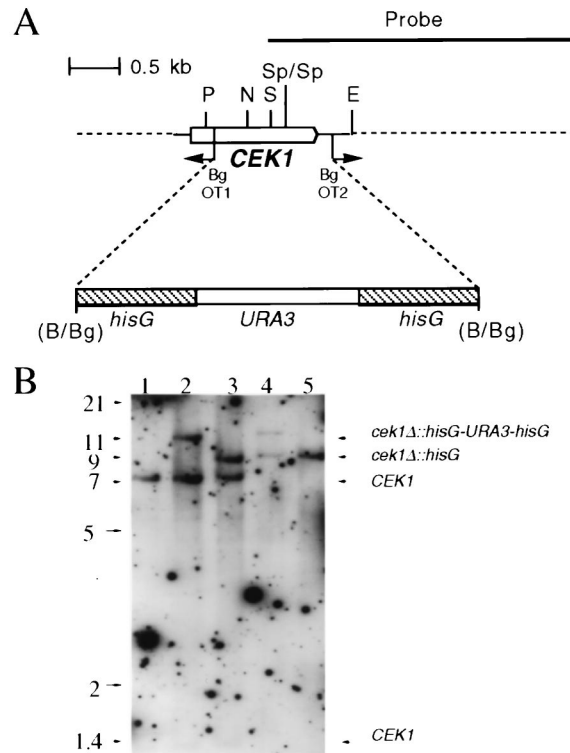 A
Probe
0.5 kb
Sp/Sp
P N S E
CEK1
Bg Bg
OT1 OT2
hisG URA3 hisG
(B/Bg) (B/Bg)
B
1 2 3 4 5
21
11 cek1Δ::hisG-URA3-hisG
9 cek1Δ::hisG
7 CEK1
5
2
1.4 CEK1